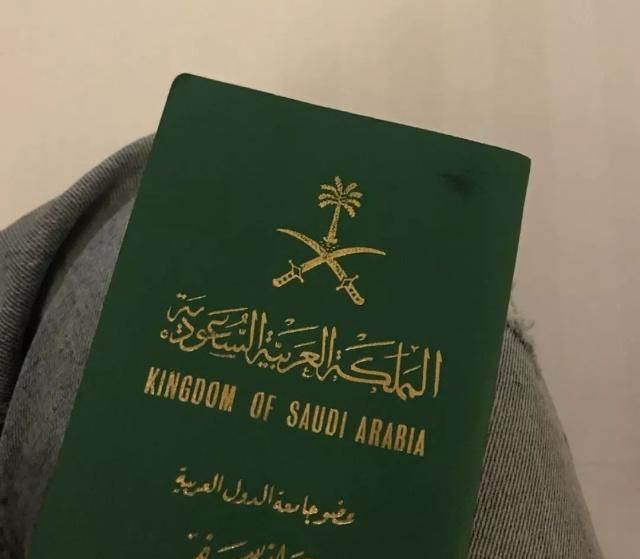 المملكة العربية السعودية
KINGDOM OF SAUDI ARABIA
عضو جامعة الدول العربية